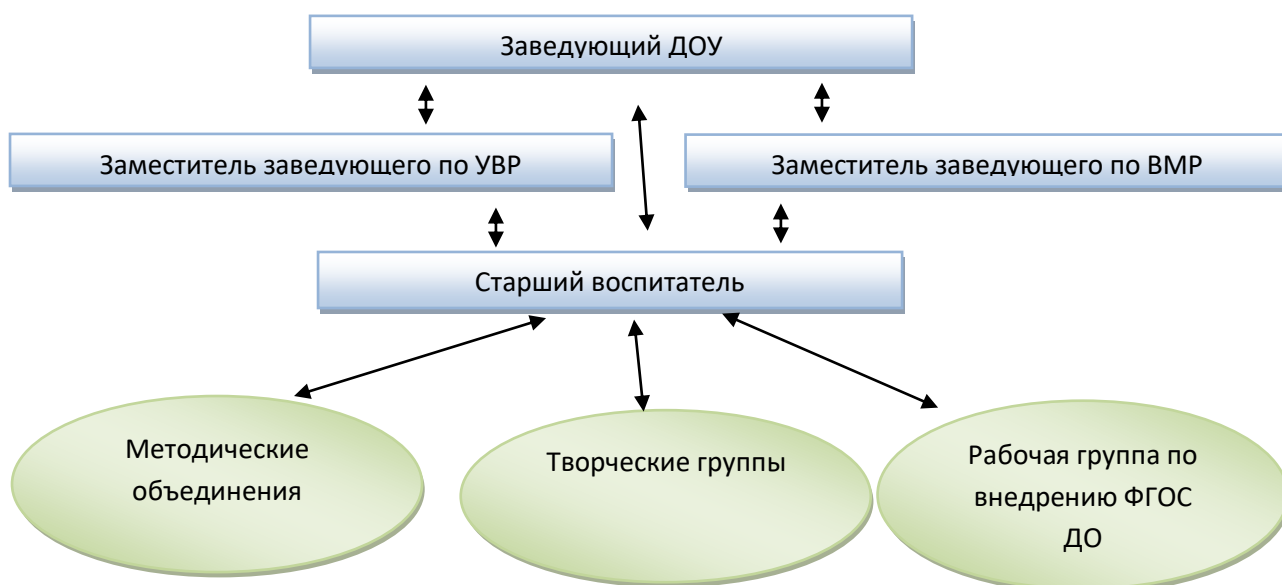 Заведующий ДОУ
Заместитель заведующего по УВР
Заместитель заведующего по ВМР
Старший воспитатель
Методические
объединения
Творческие группы
Рабочая группа по
внедрению ФГОС
ДО